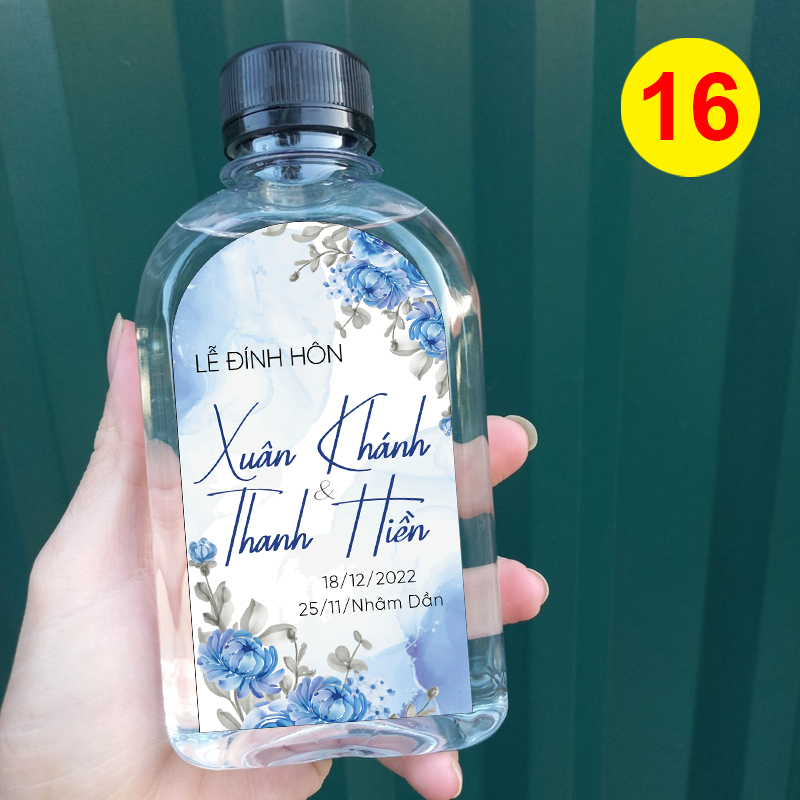 16
LỄ ĐÍNH HÔN
Xuân Khánh
&
Thanh Hiền
18/12/2022
25/11/Nhâm Dần